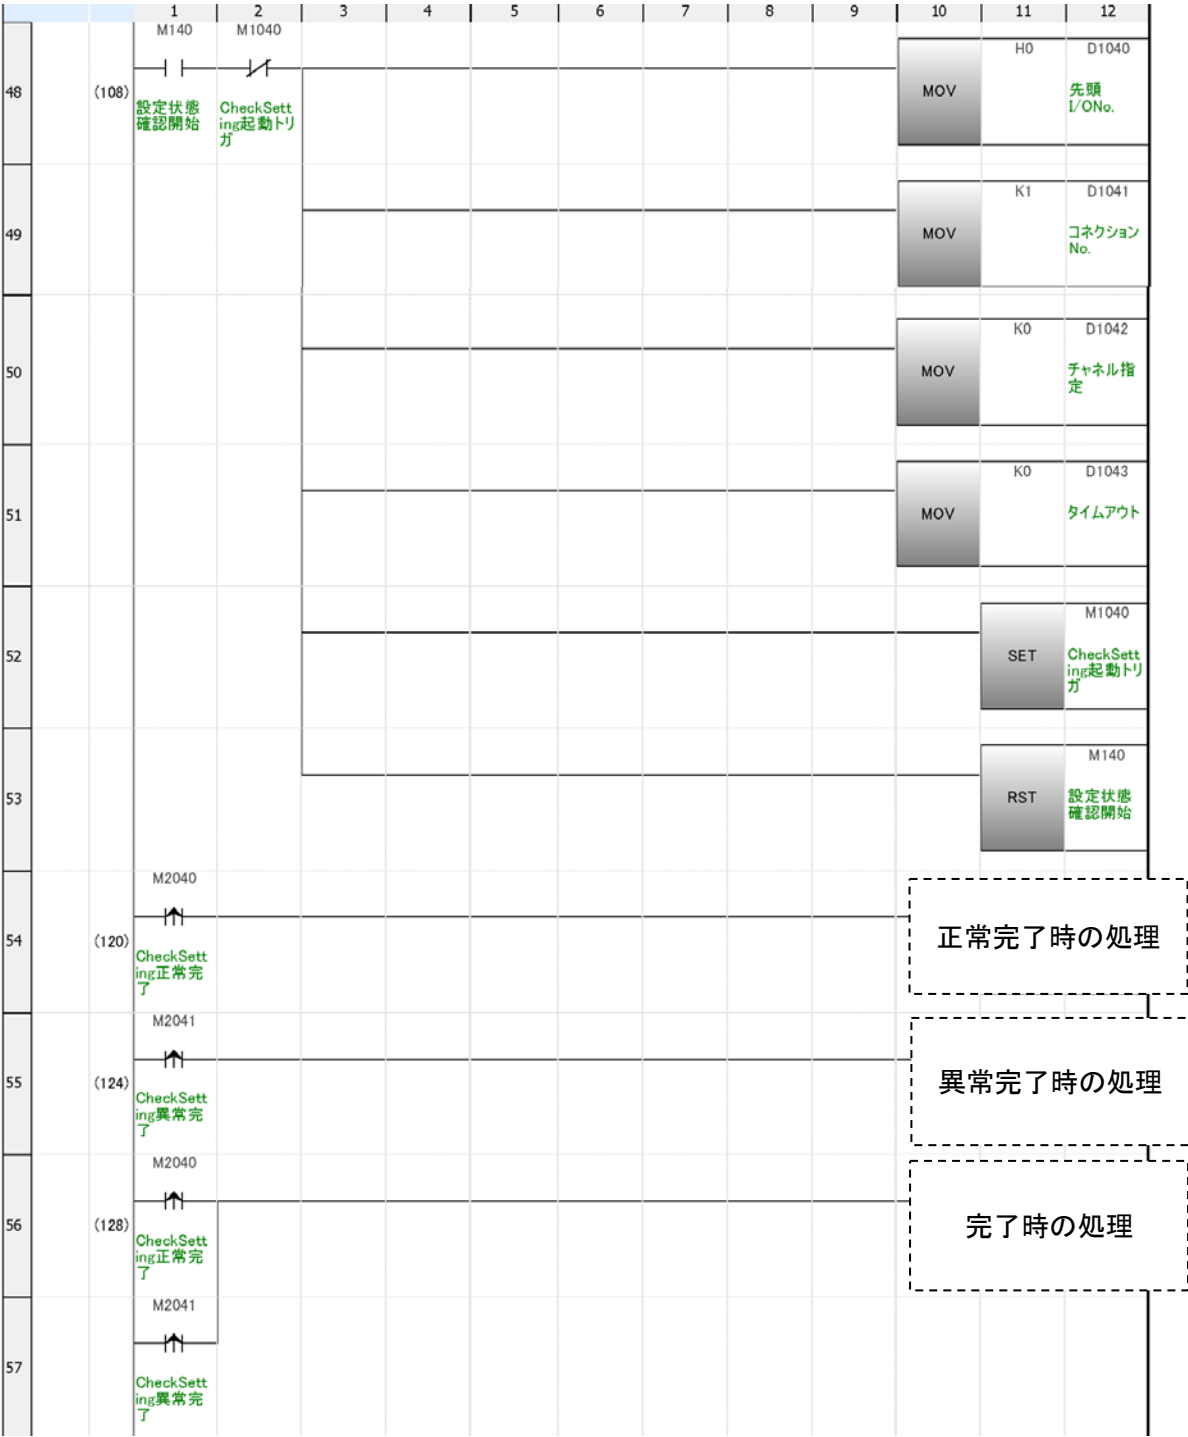 1 2 3 4 5 6 7 8 9 10 11 12
M140 M1040
H0 D1040
48 (108) MOV
設定状態
確認開始
CheckSett
ing起動トリ
ガ
先頭
I/ONo.
K1 D1041
49 MOV
コネクション
No.
K0 D1042
50 MOV
チャネル指
定
K0 D1043
51 MOV
タイムアウト
M1040
52 SET
CheckSett
ing起動トリ
ガ
M140
53 RST
設定状態
確認開始
M2040
54 (120)
CheckSett
ing正常完
了
正常完了時の処理
M2041
55 (124)
CheckSett
ing異常完
了
異常完了時の処理
M2040
56 (128)
CheckSett
ing正常完
了
完了時の処理
M2041
57
CheckSett
ing異常完
了